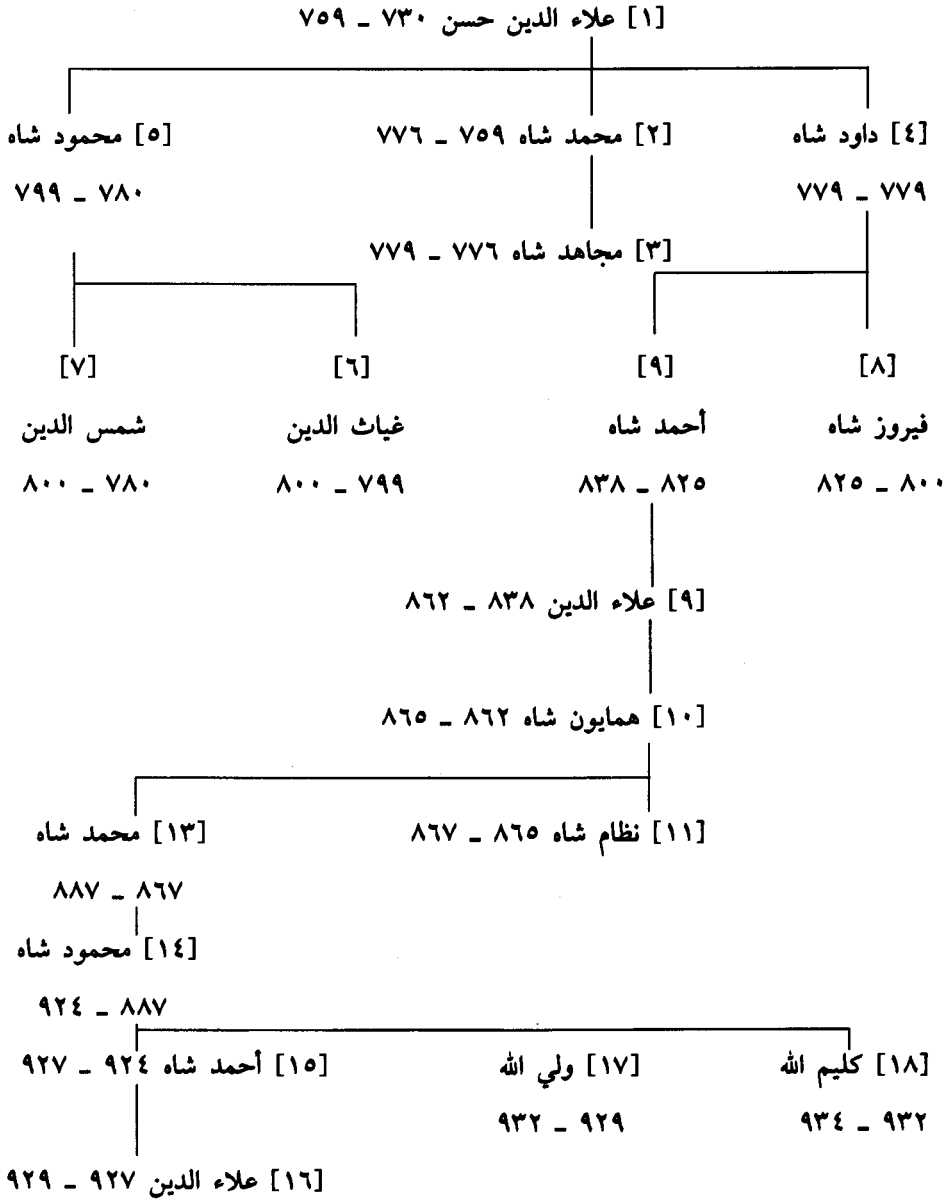 [١] علاء الدين حسن ٧٣٠ - ٧٥٩
[٤] داود شاه [٢] محمد شاه ٧٥٩ - ٧٧٦ [٥] محمود شاه
٧٧٩ - ٧٧٩ ٧٨٠ - ٧٩٩
[٣] مجاهد شاه ٧٧٦ - ٧٧٩
[٨] [٩] [٦] [٧]
فيروز شاه أحمد شاه غياث الدين شمس الدين
٨٠٠ - ٨٢٥ ٨٢٥ - ٨٣٨ ٧٩٩ - ٨٠٠ ٧٨٠ - ٨٠٠
[٩] علاء الدين ٨٣٨ - ٨٦٢
[١٠] همايون شاه ٨٦٢ - ٨٦٥
[١١] نظام شاه ٨٦٥ - ٨٦٧ [١٣] محمد شاه
٨٦٧ - ٨٨٧
[١٤] محمود شاه
٨٨٧ - ٩٢٤
[١٨] كليم الله [١٧] ولي الله [١٥] أحمد شاه ٩٢٤ - ٩٢٧
٩٣٢ - ٩٣٤ ٩٢٩ - ٩٣٢
[١٦] علاء الدين ٩٢٧ - ٩٢٩